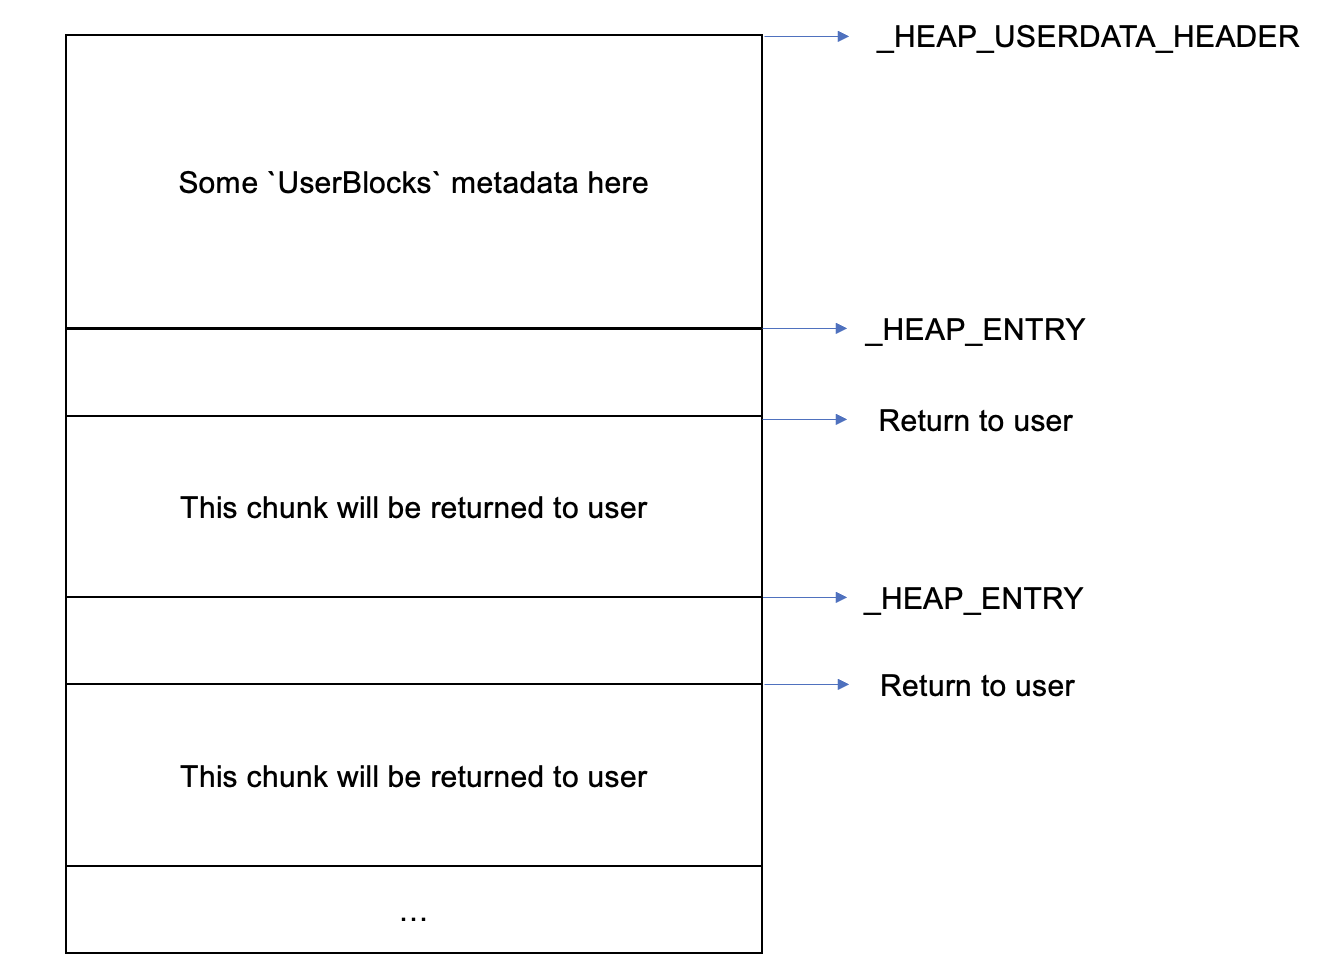 _HEAP_USERDATA_HEADER
Some `UserBlocks` metadata here
_HEAP_ENTRY
Return to user
This chunk will be returned to user
_HEAP_ENTRY
Return to user
This chunk will be returned to user
...